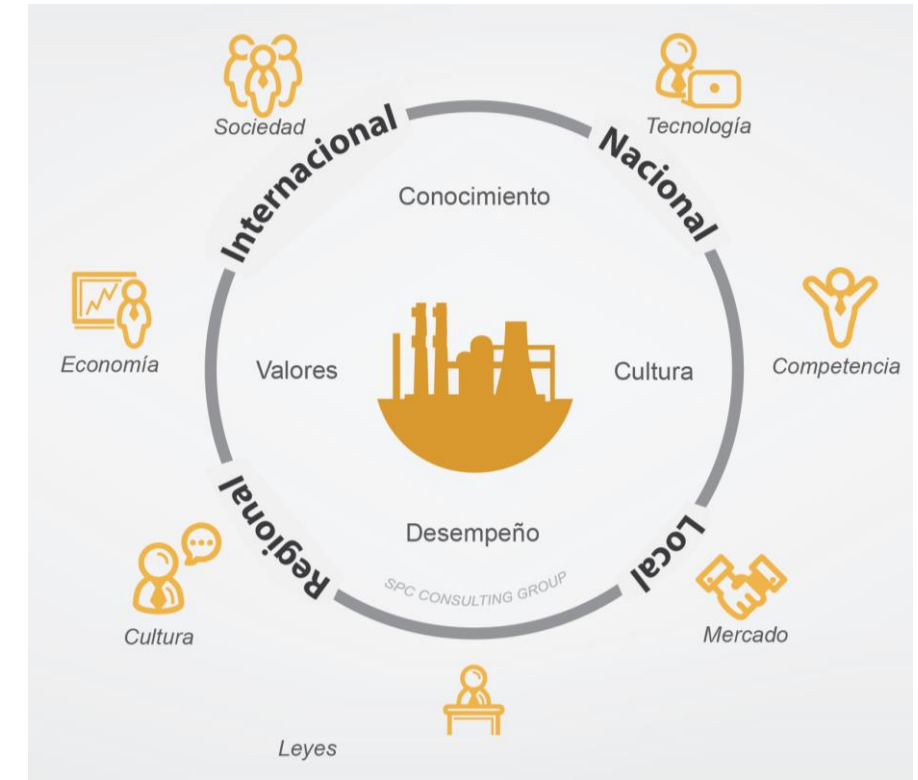 Sociedad
Tecnología
Internacional
Nacional
Conocimiento
Economía
Valores
Cultura
Competencia
Regional
Local
Desempeño
SPC CONSULTING GROUP
Cultura
Mercado
Leyes